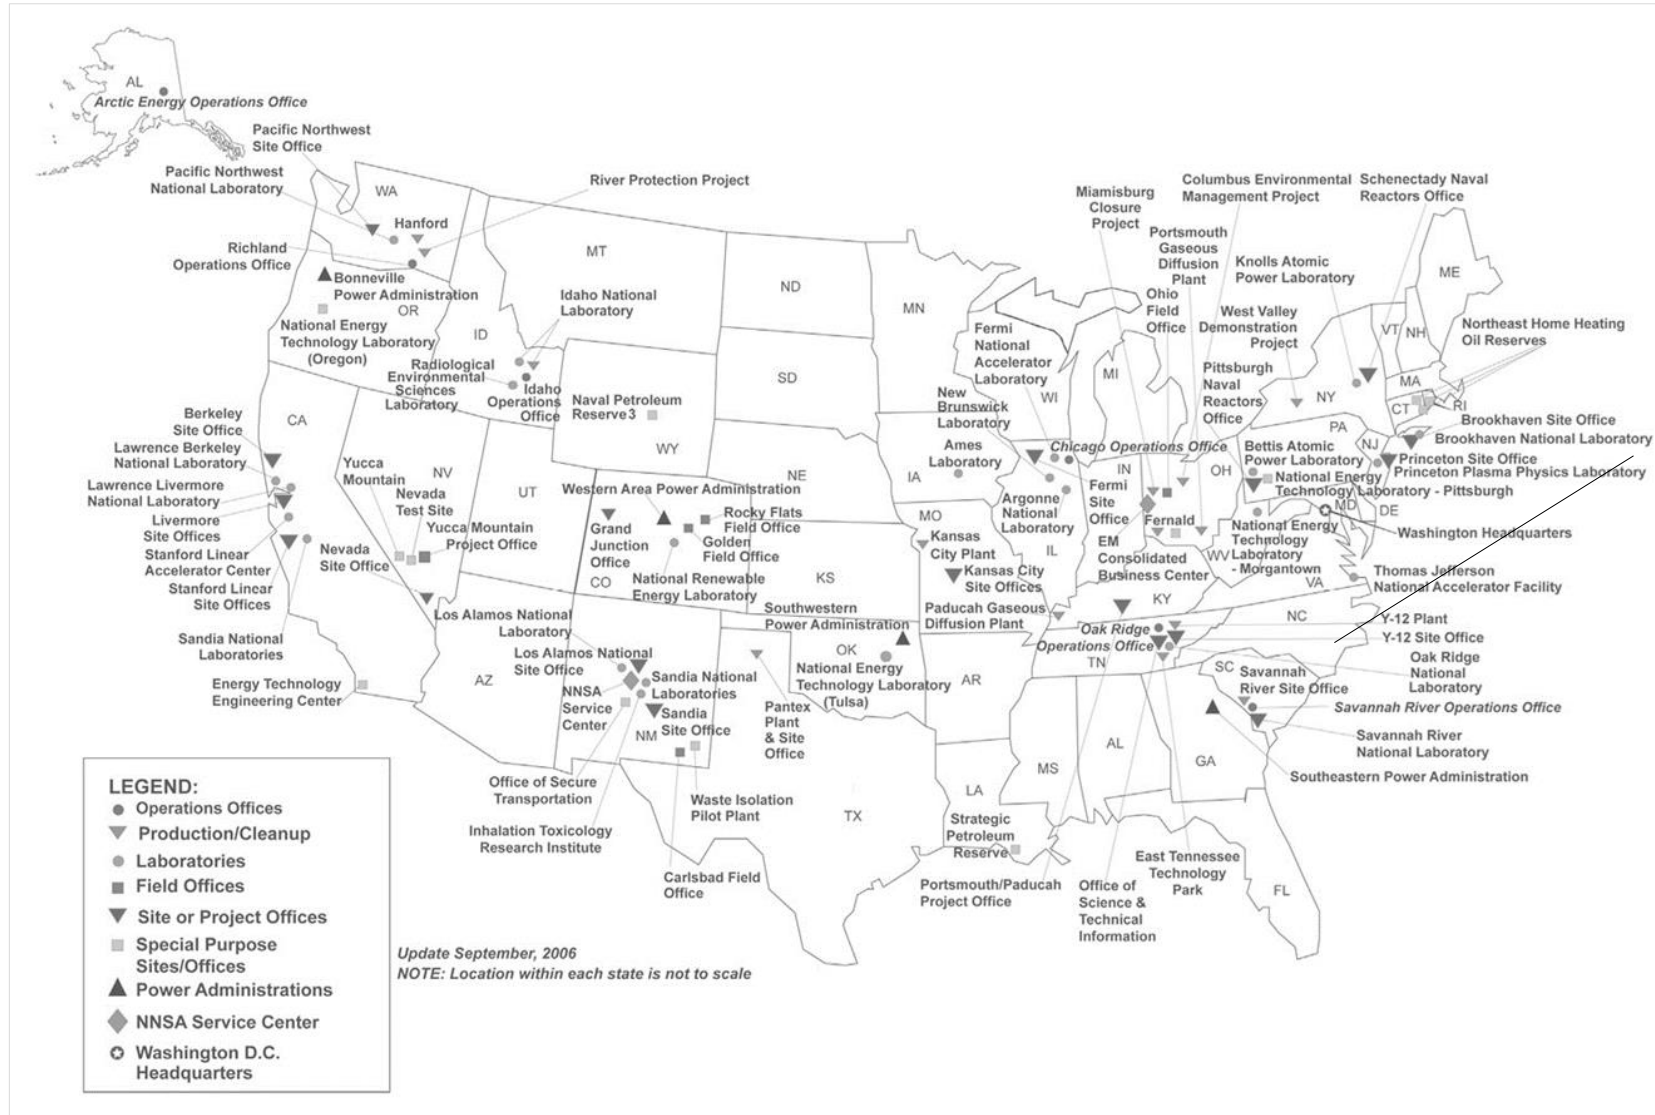 AL
Arctic Energy Operations Office
Pacific Northwest
Site Office
Pacific Northwest
National Laboratory
WA
Hanford
River Protection Project
Richland
Operations Office
Bonneville
Power Administration
OR
National Energy
Technology Laboratory
(Oregon)
MT
ID
Idaho National
Laboratory
Radiological
Environmental
Sciences
Laboratory
Idaho
Operations
Office
Naval Petroleum
Reserve3
WY
ND
SD
NE
MN
CA
Berkeley
Site Office
Lawrence Berkeley
National Laboratory
Lawrence Livermore
National Laboratory
Livermore
Site Offices
Stanford Linear
Accelerator Center
Stanford Linear
Site Offices
Sandia National
Laboratories
Energy Technology
Engineering Center
Yucca
Mountain
NV
Nevada
Test Site
Yucca Mountain
Project Office
Nevada
Site Office
UT
Western Area Power Administration
Grand
Junction
Office
CO
Rocky Flats
Field Office
Golden
Field Office
National Renewable
Energy Laboratory
KS
AZ
Los Alamos National
Laboratory
Los Alamos National
Site Office
NNSA
Service
Center
Sandia National
Laboratories
Sandia
Site Office
NM
Office of Secure
Transportation
Inhalation Toxicology
Research Institute
Carlsbad Field
Office
Waste Isolation
Pilot Plant
Pantex
Plant
& Site
Office
TX
Southwestern
Power Administration
OK
National Energy
Technology Laboratory
(Tulsa)
Fermi
National
Accelerator
Laboratory
WI
New
Brunswick
Laboratory
Ames
Laboratory
IA
MO
Kansas
City Plant
Kansas City
Site Offices
Paducah Gaseous
Diffusion Plant
Argonne
National
Laboratory
IL
Chicago Operations Office
Fermi
Site
Office
EM
Consolidated
Business Center
Fernald
IN
MI
OH
Miamisburg
Closure
Project
Columbus Environmental
Management Project
Portsmouth
Gaseous
Diffusion
Plant
Ohio
Field
Office
Schenectady Naval
Reactors Office
Knolls Atomic
Power Laboratory
West Valley
Demonstration
Project
Pittsburgh
Naval
Reactors
Office
NY
VT
NH
ME
MA
CT
RI
Northeast Home Heating
Oil Reserves
Brookhaven Site Office
Brookhaven National Laboratory
PA
NJ
Princeton Site Office
Princeton Plasma Physics Laboratory
Bettis Atomic
Power Laboratory
National Energy
Technology Laboratory - Pittsburgh
MD
DE
Washington Headquarters
National Energy
Technology
Laboratory
- Morgantown
WV
VA
Thomas Jefferson
National Accelerator Facility
KY
NC
Y-12 Plant
Y-12 Site Office
Oak Ridge
National
Laboratory
Oak Ridge
Operations Office
TN
SC
Savannah
River Site Office
Savannah River Operations Office
Savannah River
National Laboratory
Southeastern Power Administration
GA
AL
MS
AR
LA
Strategic
Petroleum
Reserve
Portsmouth/Paducah
Project Office
Office of
Science &
Technical
Information
East Tennessee
Technology
Park
FL
LEGEND:
Operations Offices
Production/Cleanup
Laboratories
Field Offices
Site or Project Offices
Special Purpose
Sites/Offices
Power Administrations
NNSA Service Center
Washington D.C.
Headquarters
Update September, 2006
NOTE: Location within each state is not to scale